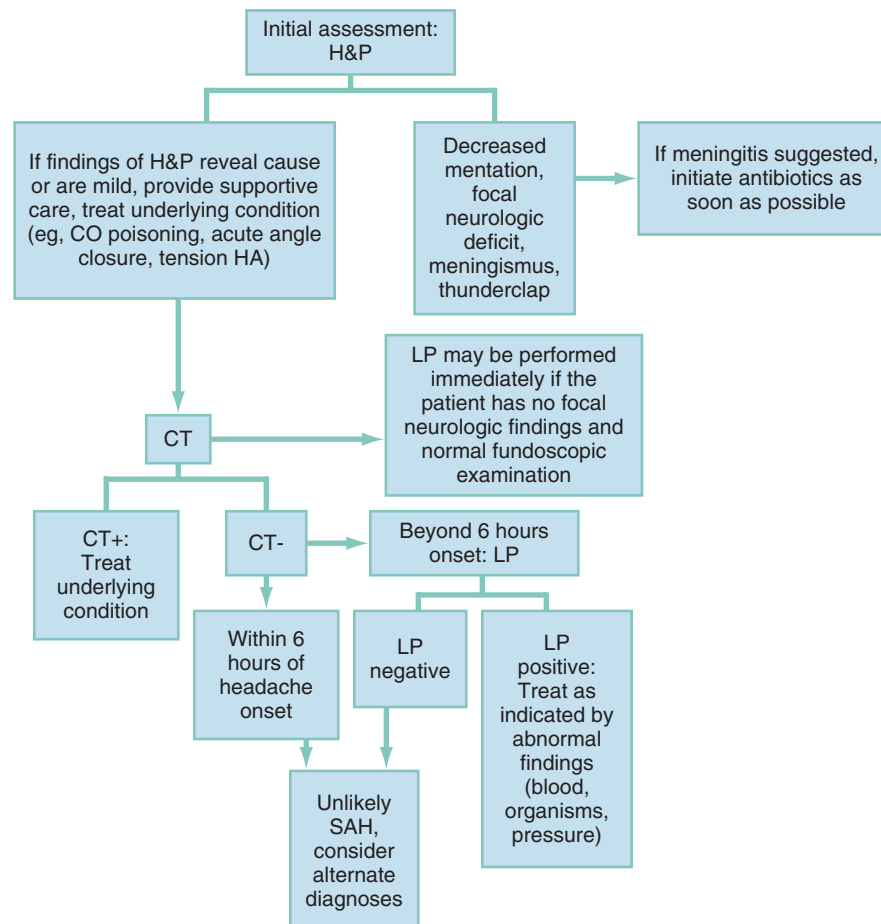 Initial assessment:
H&P
If findings of H&P reveal cause
or are mild, provide supportive
care, treat underlying condition
(eg, CO poisoning, acute angle
closure, tension HA)
Decreased
mentation,
focal
neurologic
deficit,
meningismus,
thunderclap
If meningitis suggested,
initiate antibiotics as
soon as possible
CT
LP may be performed
immediately if the
patient has no focal
neurologic findings and
normal fundoscopic
examination
CT+:
Treat
underlying
condition
CT-
Beyond 6 hours
onset: LP
Within 6
hours of
headache
onset
LP
negative
LP
positive:
Treat as
indicated by
abnormal
findings
(blood,
organisms,
pressure)
Unlikely
SAH,
consider
alternate
diagnoses